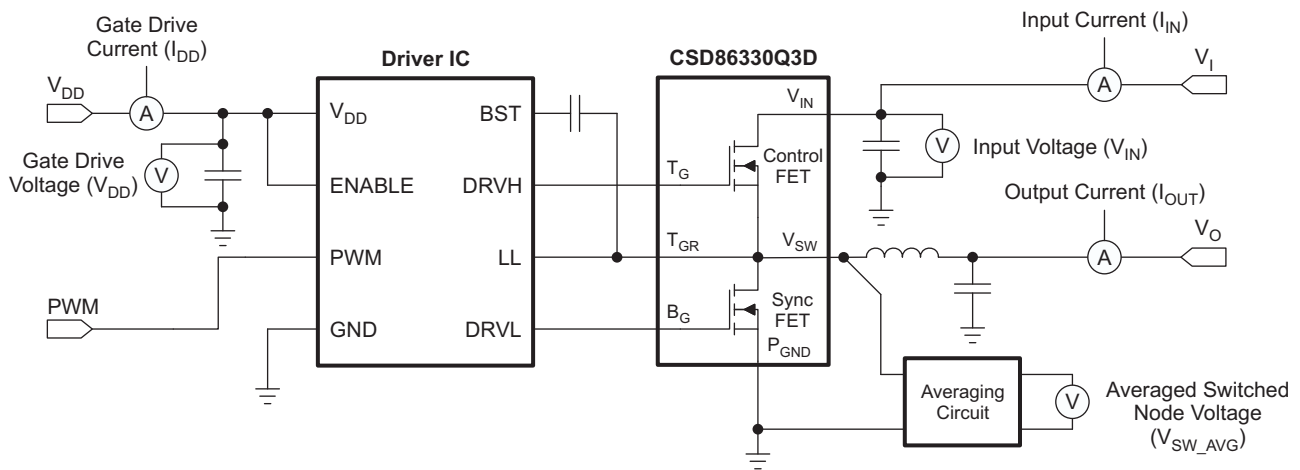 Gate Drive
Current (I_DD)
V_DD
A
Gate Drive
Voltage (V_DD)
V
PWM
Driver IC
V_DD
BST
ENABLE
DRVH
PWM
LL
GND
DRVL
CSD86330Q3D
V_IN
T_G
Control
FET
T_GR
V_SW
B_G
Sync
FET
P_GND
Input Current (I_IN)
V_I
A
V
Input Voltage (V_IN)
Output Current (I_OUT)
V_O
A
Averaging
Circuit
V
Averaged Switched
Node Voltage
(V_SW_AVG)